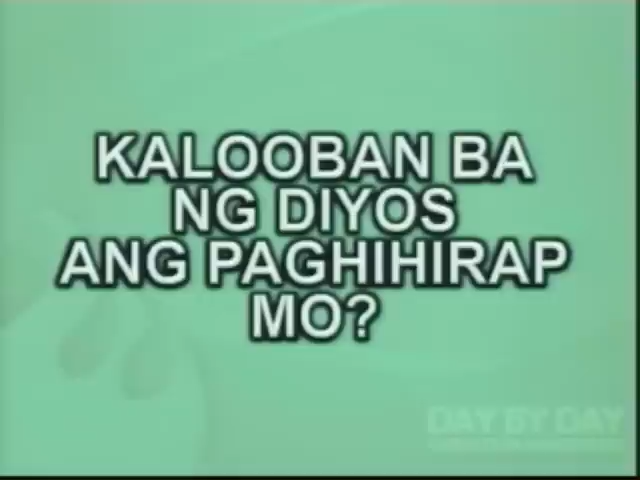 KALOOBAN BA
NG DIYOS
ANG PAGHIHIRAP
MO?
DAY BY DAY